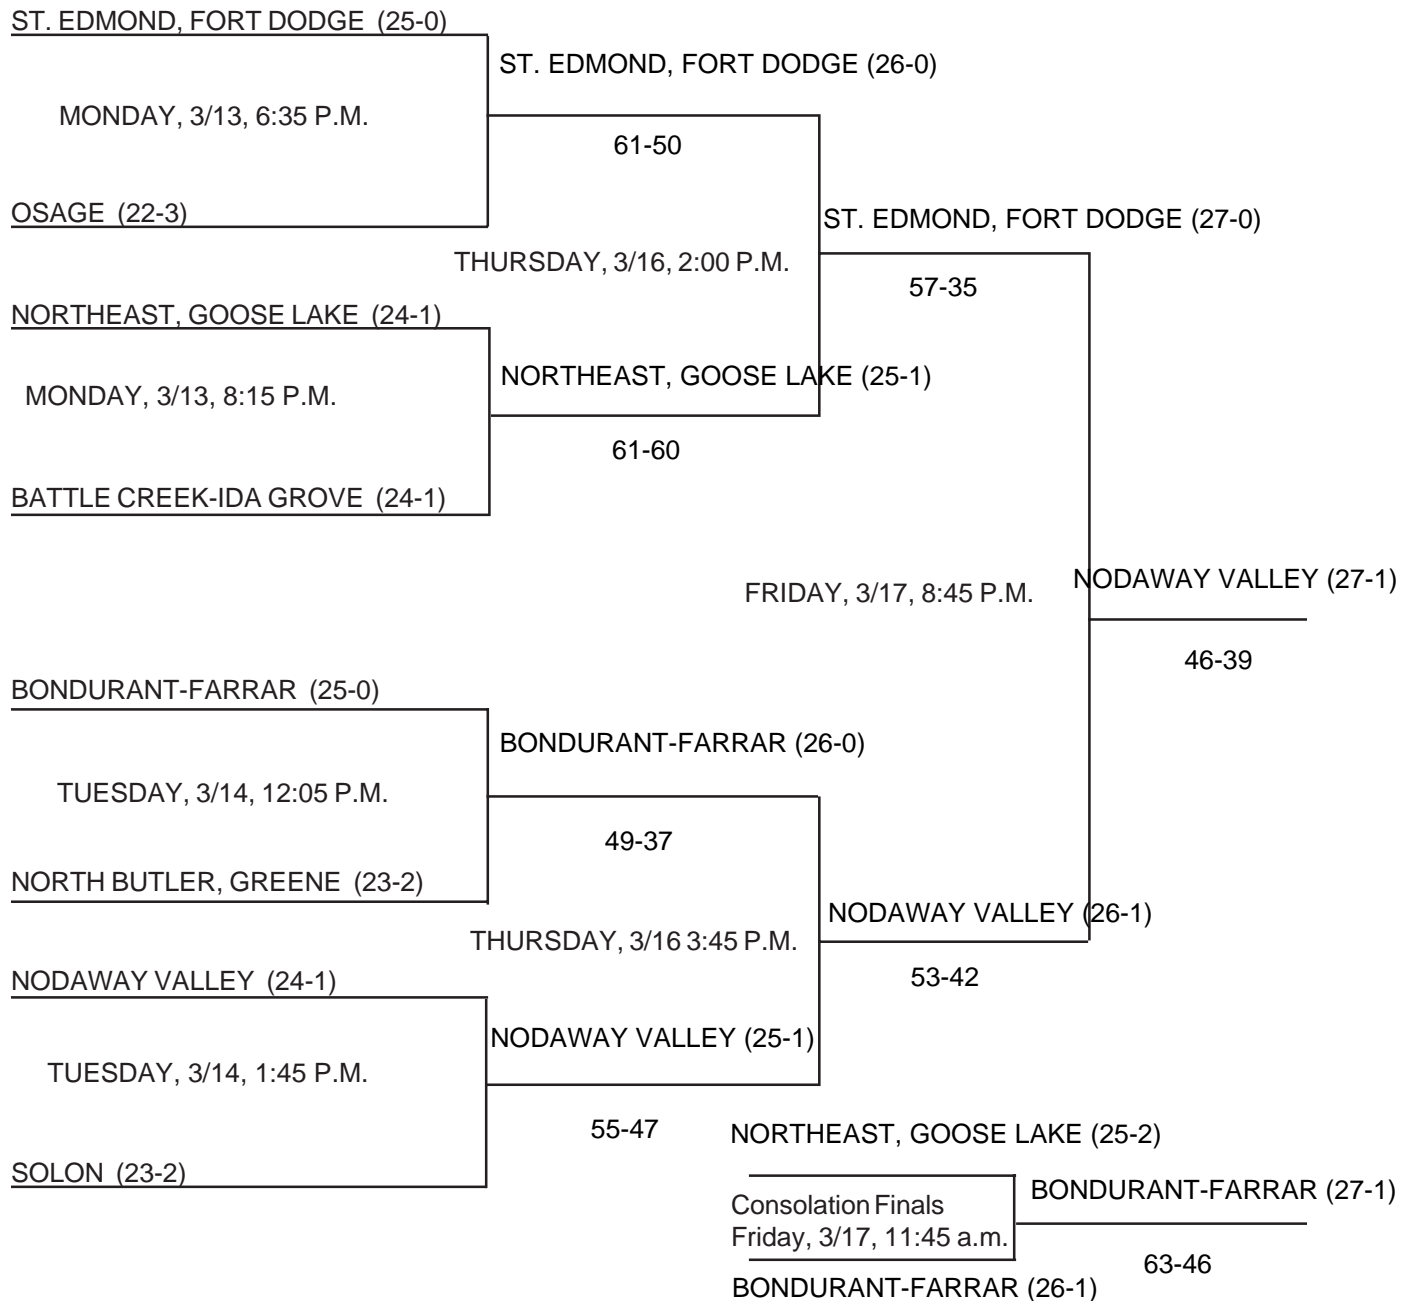 ST. EDMOND, FORT DODGE (25-0)
ST. EDMOND, FORT DODGE (26-0)
MONDAY, 3/13, 6:35 P.M.
61-50
OSAGE (22-3)
ST. EDMOND, FORT DODGE (27-0)
THURSDAY, 3/16, 2:00 P.M.
57-35
NORTHEAST, GOOSE LAKE (24-1)
NORTHEAST, GOOSE LAKE (25-1)
MONDAY, 3/13, 8:15 P.M.
61-60
BATTLE CREEK-IDA GROVE (24-1)
NODAWAY VALLEY (27-1)
FRIDAY, 3/17, 8:45 P.M.
46-39
BONDURANT-FARRAR (25-0)
BONDURANT-FARRAR (26-0)
TUESDAY, 3/14, 12:05 P.M.
49-37
NORTH BUTLER, GREENE (23-2)
NODAWAY VALLEY (26-1)
THURSDAY, 3/16 3:45 P.M.
53-42
NODAWAY VALLEY (24-1)
NODAWAY VALLEY (25-1)
TUESDAY, 3/14, 1:45 P.M.
55-47
NORTHEAST, GOOSE LAKE (25-2)
SOLON (23-2)
BONDURANT-FARRAR (27-1)
Consolation Finals
Friday, 3/17, 11:45 a.m.
63-46
BONDURANT-FARRAR (26-1)